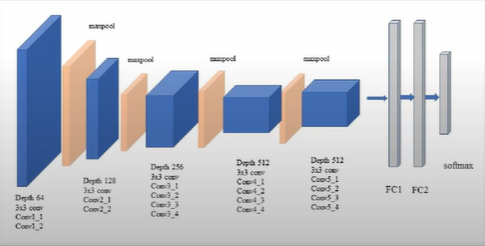 maxpool
maxpool
maxpool
maxpool
Depth 64
3x3 conv
Conv1_1
Conv1_2
Depth 128
3x3 conv
Conv2_1
Conv2_2
Depth 256
3x3 conv
Conv3_1
Conv3_2
Conv3_3
Conv3_4
Depth 512
3x3 conv
Conv4_1
Conv4_2
Conv4_3
Conv4_4
Depth 512
3x3 conv
Conv5_1
Conv5_2
Conv5_3
Conv5_4
FC1
FC2
softmax